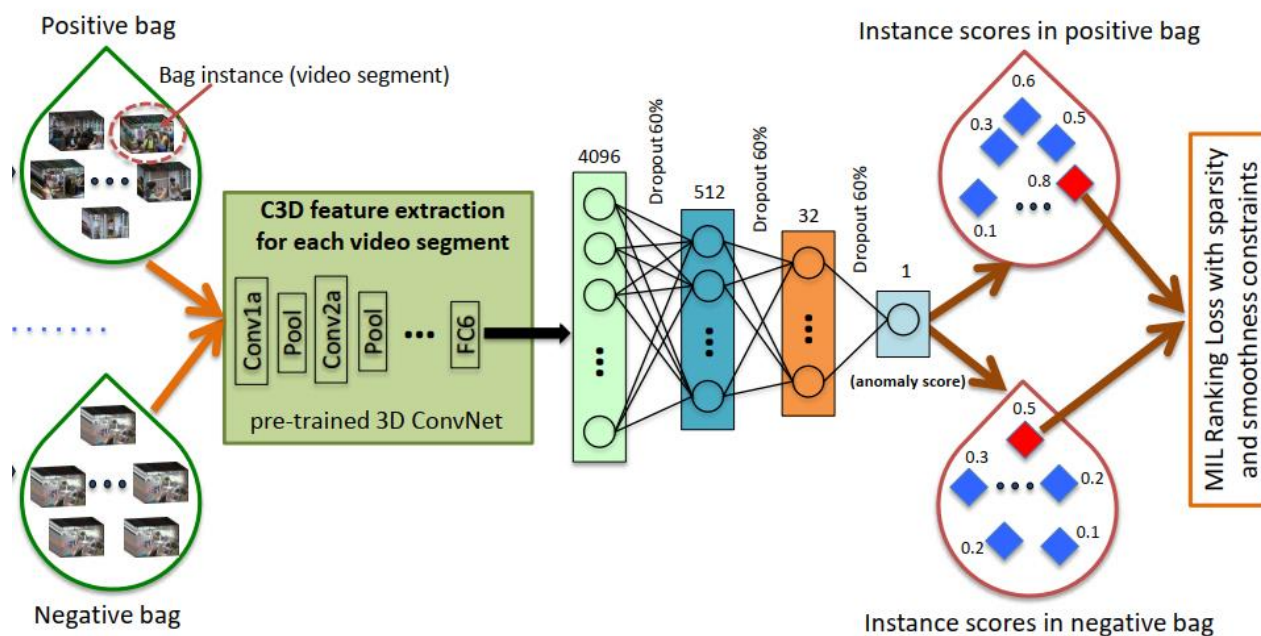 Positive bag
Bag instance (video segment)
C3D feature extraction
for each video segment
Conv1a
Pool
Conv2a
Pool
...
FC6
pre-trained 3D ConvNet
Negative bag
4096
Dropout 60%
512
Dropout 60%
32
Dropout 60%
1
(anomaly score)
Instance scores in positive bag
0.6
0.3
0.5
0.8
0.1
0.5
0.3
0.2
0.2
0.1
Instance scores in negative bag
MIL Ranking Loss with sparsity
and smoothness constraints